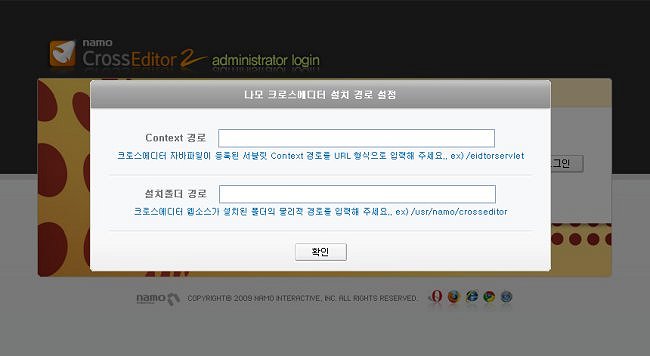 namo
CrossEditor 2 administrator login
나모 크로스에디터 설치 경로 설정
Context 경로
크로스에디터 자바파일이 등록된 서블릿 Context 경로를 URL 형식으로 입력해 주세요,, ex) /eidtorservlet
그인
설치폴더 경로
크로스에디터 웹소스가 설치된 폴더의 물리적 경로를 입력해 주세요,, ex) /usr/namo/crosseditor
확인
namo COPYRIGHT© 2009 NAMO INTERACTIVE, INC. ALL RIGHTS RESERVED.